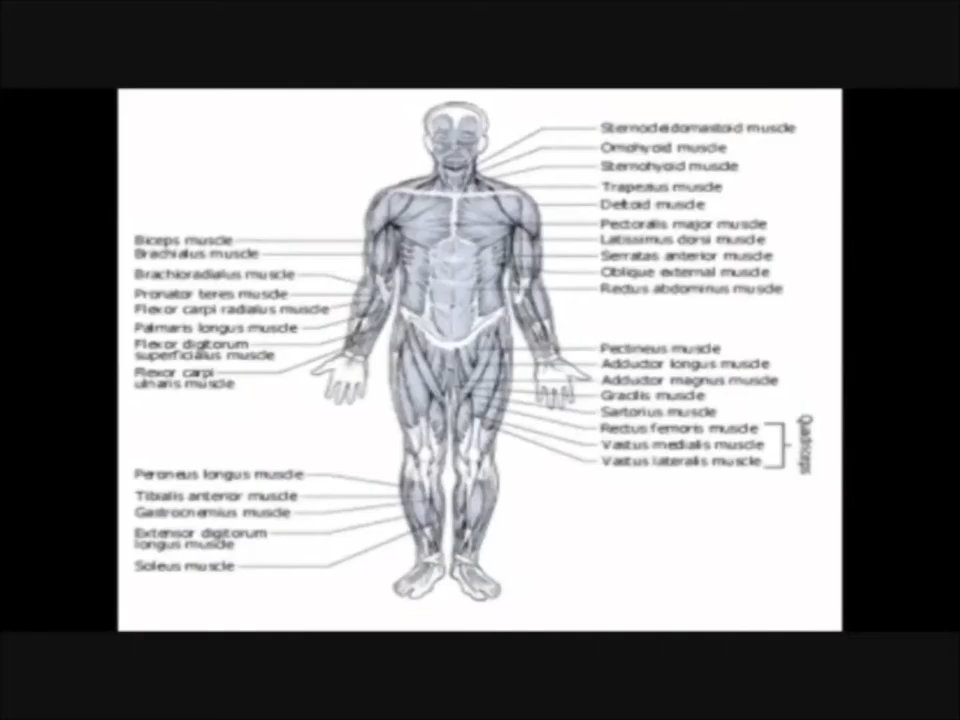 Sternocleidomastoid muscle
Omohyoid muscle
Sternohyoid muscle
Trapezius muscle
Deltoid muscle
Pectoralis major muscle
Latissimus dorsi muscle
Serratas anterior muscle
Oblique external muscle
Rectus abdominus muscle
Biceps muscle
Brachialus muscle
Brachioradialus muscle
Pronator teres muscle
Flexor carpi radialus muscle
Palmaris longus muscle
Flexor digitorum
superficialus muscle
Flexor carpi
ulnaris muscle
Pectineus muscle
Adductor longus muscle
Adductor magnus muscle
Gracilis muscle
Sartorius muscle
Rectus femoris muscle
Vastus medialis muscle
Vastus lateralis muscle
Quadriceps
Peroneus longus muscle
Tibialis anterior muscle
Gastrocnemius muscle
Extensor digitorum
longus muscle
Soleus muscle